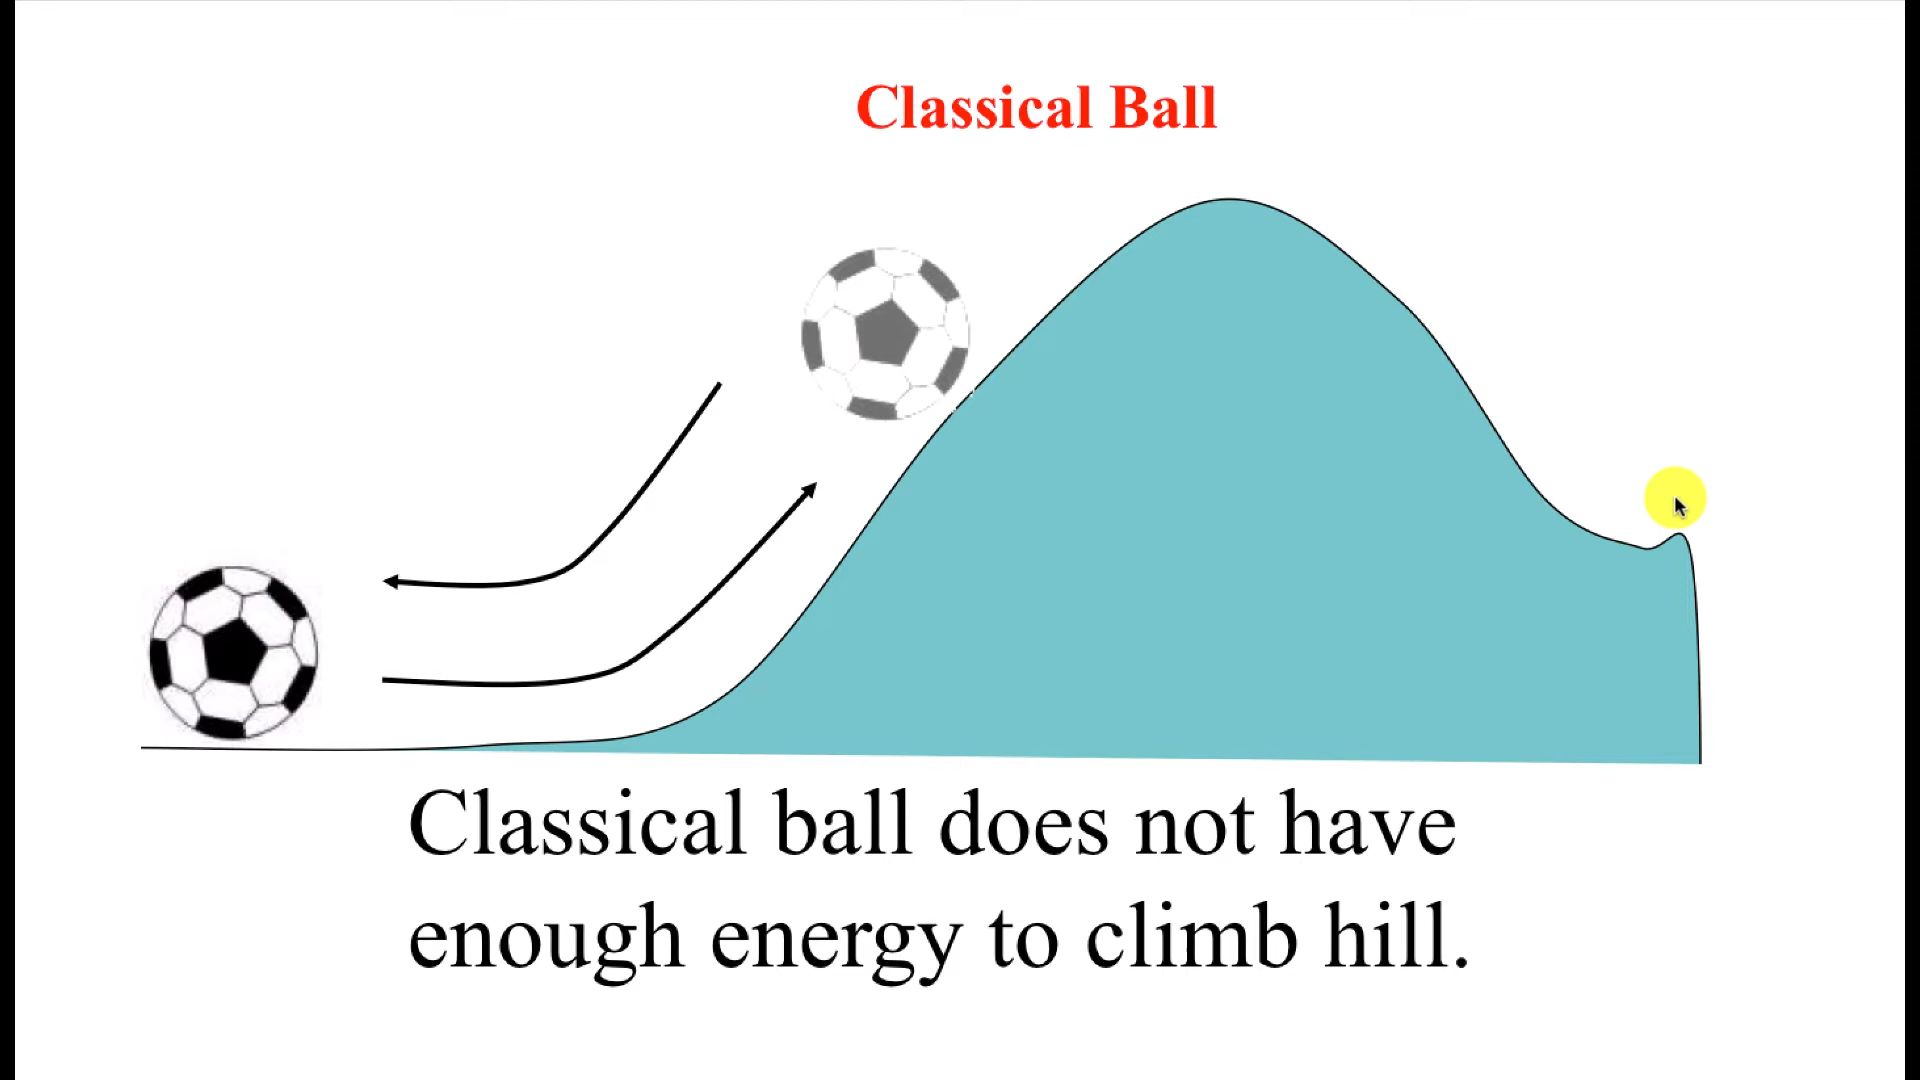 Classical Ball
Classical ball does not have
enough energy to climb hill.